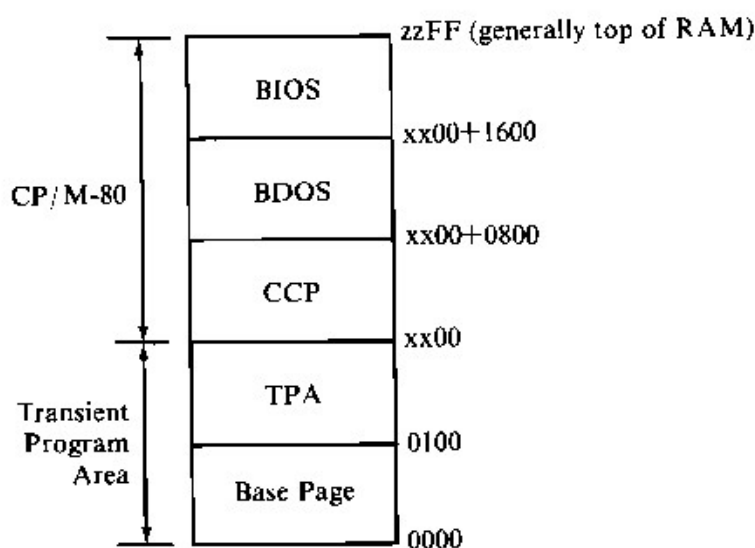 zzFF (generally top of RAM)
BIOS
xx00+1600
CP/M-80
BDOS
xx00+0800
CCP
xx00
TPA
Transient
Program
Area
0100
Base Page
0000